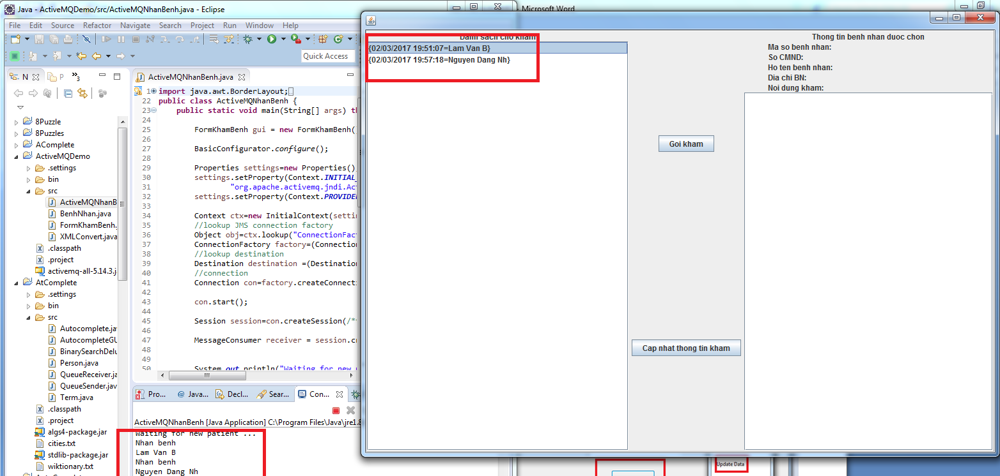 Java - ActiveMQDemo/src/ActiveMQNhanBenh.java - Eclipse
Microsoft Word
File Edit Source Refactor Navigate Search Project Run Window Help
Quick Access
N
P
3
8Puzzle
8Puzzles
AComplete
ActiveMQDemo
.settings
bin
src
ActiveMQNhanB
BenhNhan.java
FormKhamBenh.
XMLConvert.java
.classpath
.project
activemq-all-5.14.3.j
AtComplete
.settings
bin
src
Autocomplete.ja
AutocompleteGU
BinarySearchDelu
Person.java
QueueReceiver.ja
QueueSender.jav
Term.java
.classpath
.project
algs4-package.jar
cities.txt
stdlib-package.jar
wiktionary.txt
ActiveMQNhanBenh.java
1 import java.awt.BorderLayout;
22 public class ActiveMQNhanBenh {
23 public static void main(String[] args) th
24
25 FormKhamBenh gui = new FormKhamBenh(
26
27 BasicConfigurator.configure();
28
29 Properties settings=new Properties()
30 settings.setProperty(Context.INITIAL_
31 "org.apache.activemq.jndi.Act
32 settings.setProperty(Context.PROVIDE
33
34 Context ctx=new InitialContext(settin
35 //lookup JMS connection factory
36 Object obj=ctx.lookup("ConnectionFac
37 ConnectionFactory factory=(Connection
38 //lookup destination
39 Destination destination =(Destination
40 //connection
41 Connection con=factory.createConnecti
42
43 con.start();
44
45 Session session=con.createSession(/*
46
47 MessageConsumer receiver = session.cr
48
49
50 System.out.println("Waiting for new
Pro... @ Java... Decl... Sear... Con...
ActiveMQNhanBenh [Java Application] C:\Program Files\Java\jre1.8
Waiting for new patient ...
Nhan benh
Lam Van B
Nhan benh
Nguyen Dang Nh
Danh sach cho kham
{02/03/2017 19:51:07=Lam Van B}
{02/03/2017 19:57:18=Nguyen Dang Nh}
Goi kham
Cap nhat thong tin kham
Thong tin benh nhan duoc chon
Ma so benh nhan:
So CMND:
Ho ten benh nhan:
Dia chi BN:
Noi dung kham:
Update Data